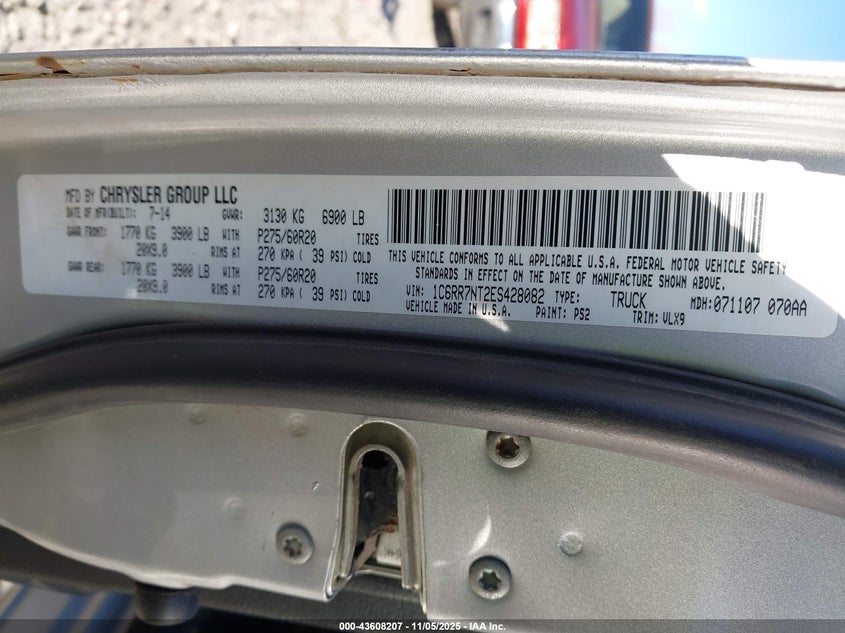 MFD BY CHRYSLER GROUP LLC
DATE OF MFR(BUILT): 7-14 GVWR: 3130 KG 6900 LB
GAWR FRONT: 1770 KG 3900 LB WITH P275/60R20 TIRES
20X9.0 RIMS AT 270 KPA ( 39 PSI) COLD
GAWR REAR: 1770 KG 3900 LB WITH P275/60R20 TIRES
20X9.0 RIMS AT 270 KPA ( 39 PSI) COLD
THIS VEHICLE CONFORMS TO ALL APPLICABLE U.S.A. FEDERAL MOTOR VEHICLE SAFETY
STANDARDS IN EFFECT ON THE DATE OF MANUFACTURE SHOWN ABOVE.
VIN: 1C6RR7NT2ES428082 TYPE: TRUCK MDH:071107 070AA
VEHICLE MADE IN U.S.A. PAINT: PS2 TRIM: VLX9
000-43608207 - 11/05/2025 - IAA Inc.